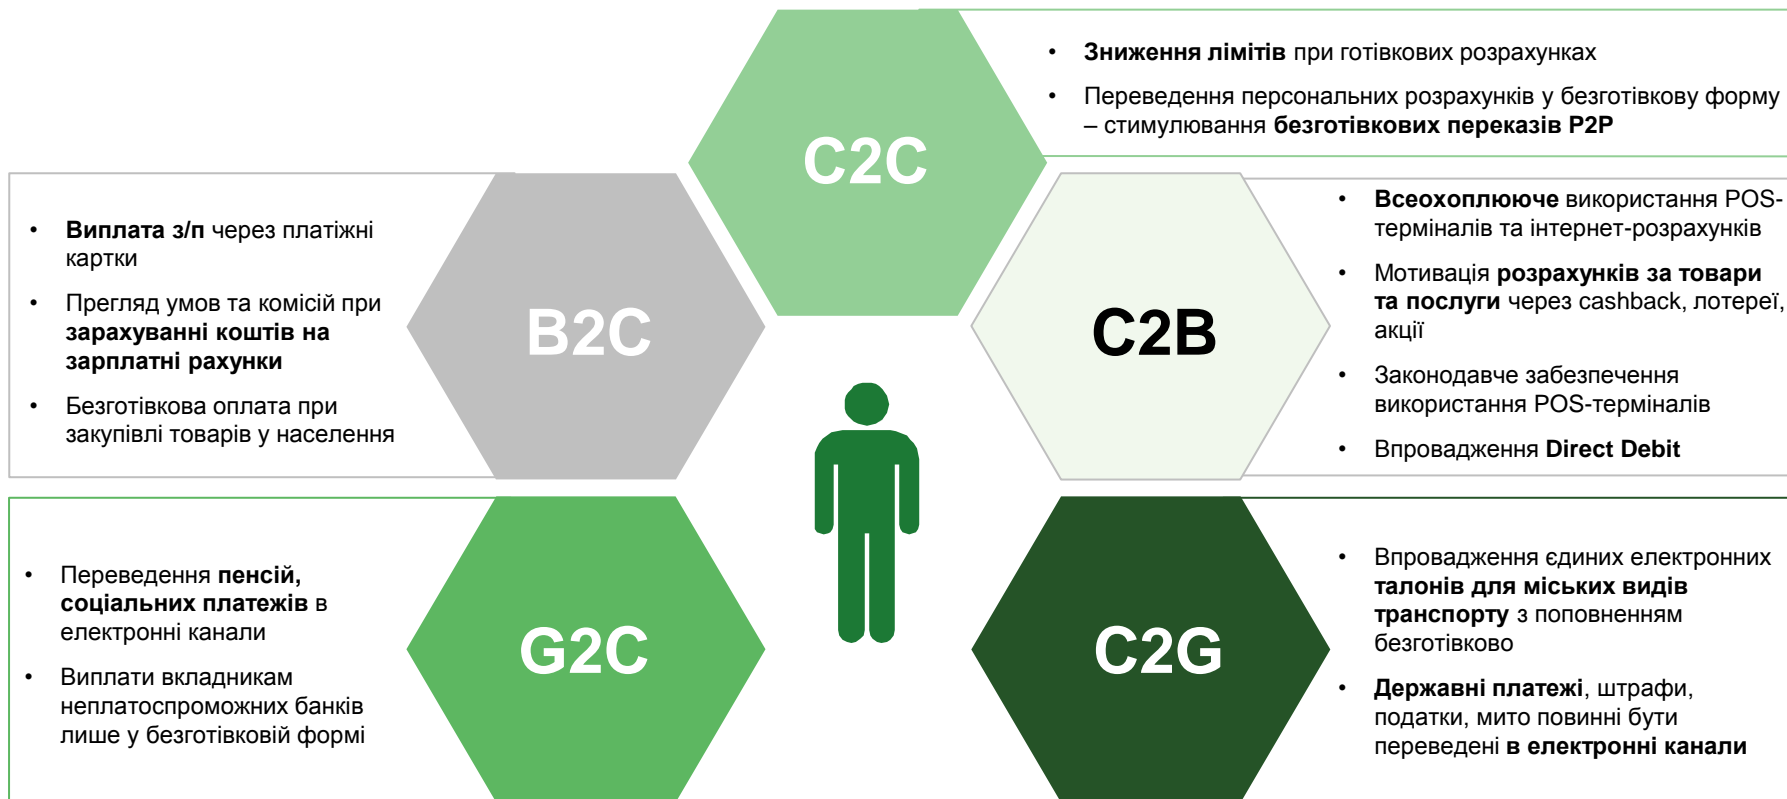 • Зниження лімітів при готівкових розрахунках
• Переведення персональних розрахунків у безготівкову форму
– стимулювання безготівкових переказів P2P
C2C
• Виплата з/п через платіжні
картки
• Прегляд умов та комісій при
зарахуванні коштів на
зарплатні рахунки
• Безготівкова оплата при
закупівлі товарів у населення
B2C
C2B
• Всеохоплююче використання POS-
терміналів та інтернет-розрахунків
• Мотивація розрахунків за товари
та послуги через cashback, лотереї,
акції
• Законодавче забезпечення
використання POS-терміналів
• Впровадження Direct Debit
• Переведення пенсій,
соціальних платежів в
електронні канали
• Виплати вкладникам
неплатоспроможних банків
лише у безготівковій формі
G2C
C2G
• Впровадження єдиних електронних
талонів для міських видів
транспорту з поповненням
безготівково
• Державні платежі, штрафи,
податки, мито повинні бути
переведені в електронні канали